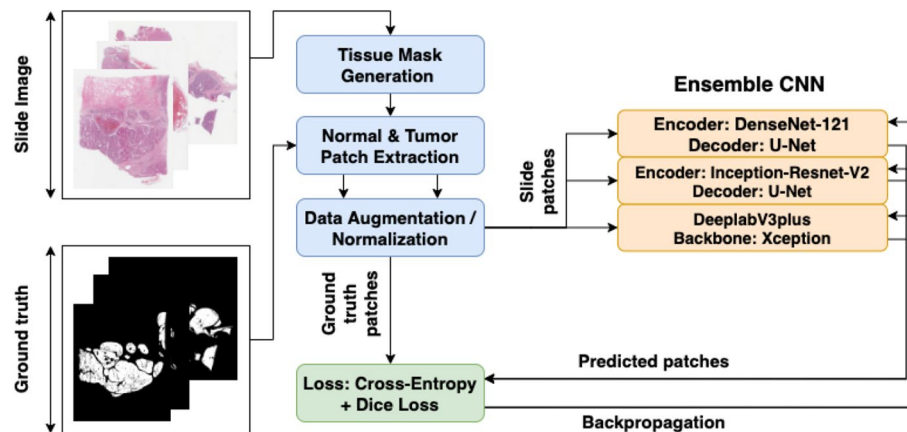 Slide Image
Tissue Mask
Generation
Normal & Tumor
Patch Extraction
Data Augmentation /
Normalization
Slide
patches
Ensemble CNN
Encoder: DenseNet-121
Decoder: U-Net
Encoder: Inception-Resnet-V2
Decoder: U-Net
DeeplabV3plus
Backbone: Xception
Ground truth
Ground
truth
patches
Loss: Cross-Entropy
+ Dice Loss
Predicted patches
Backpropagation